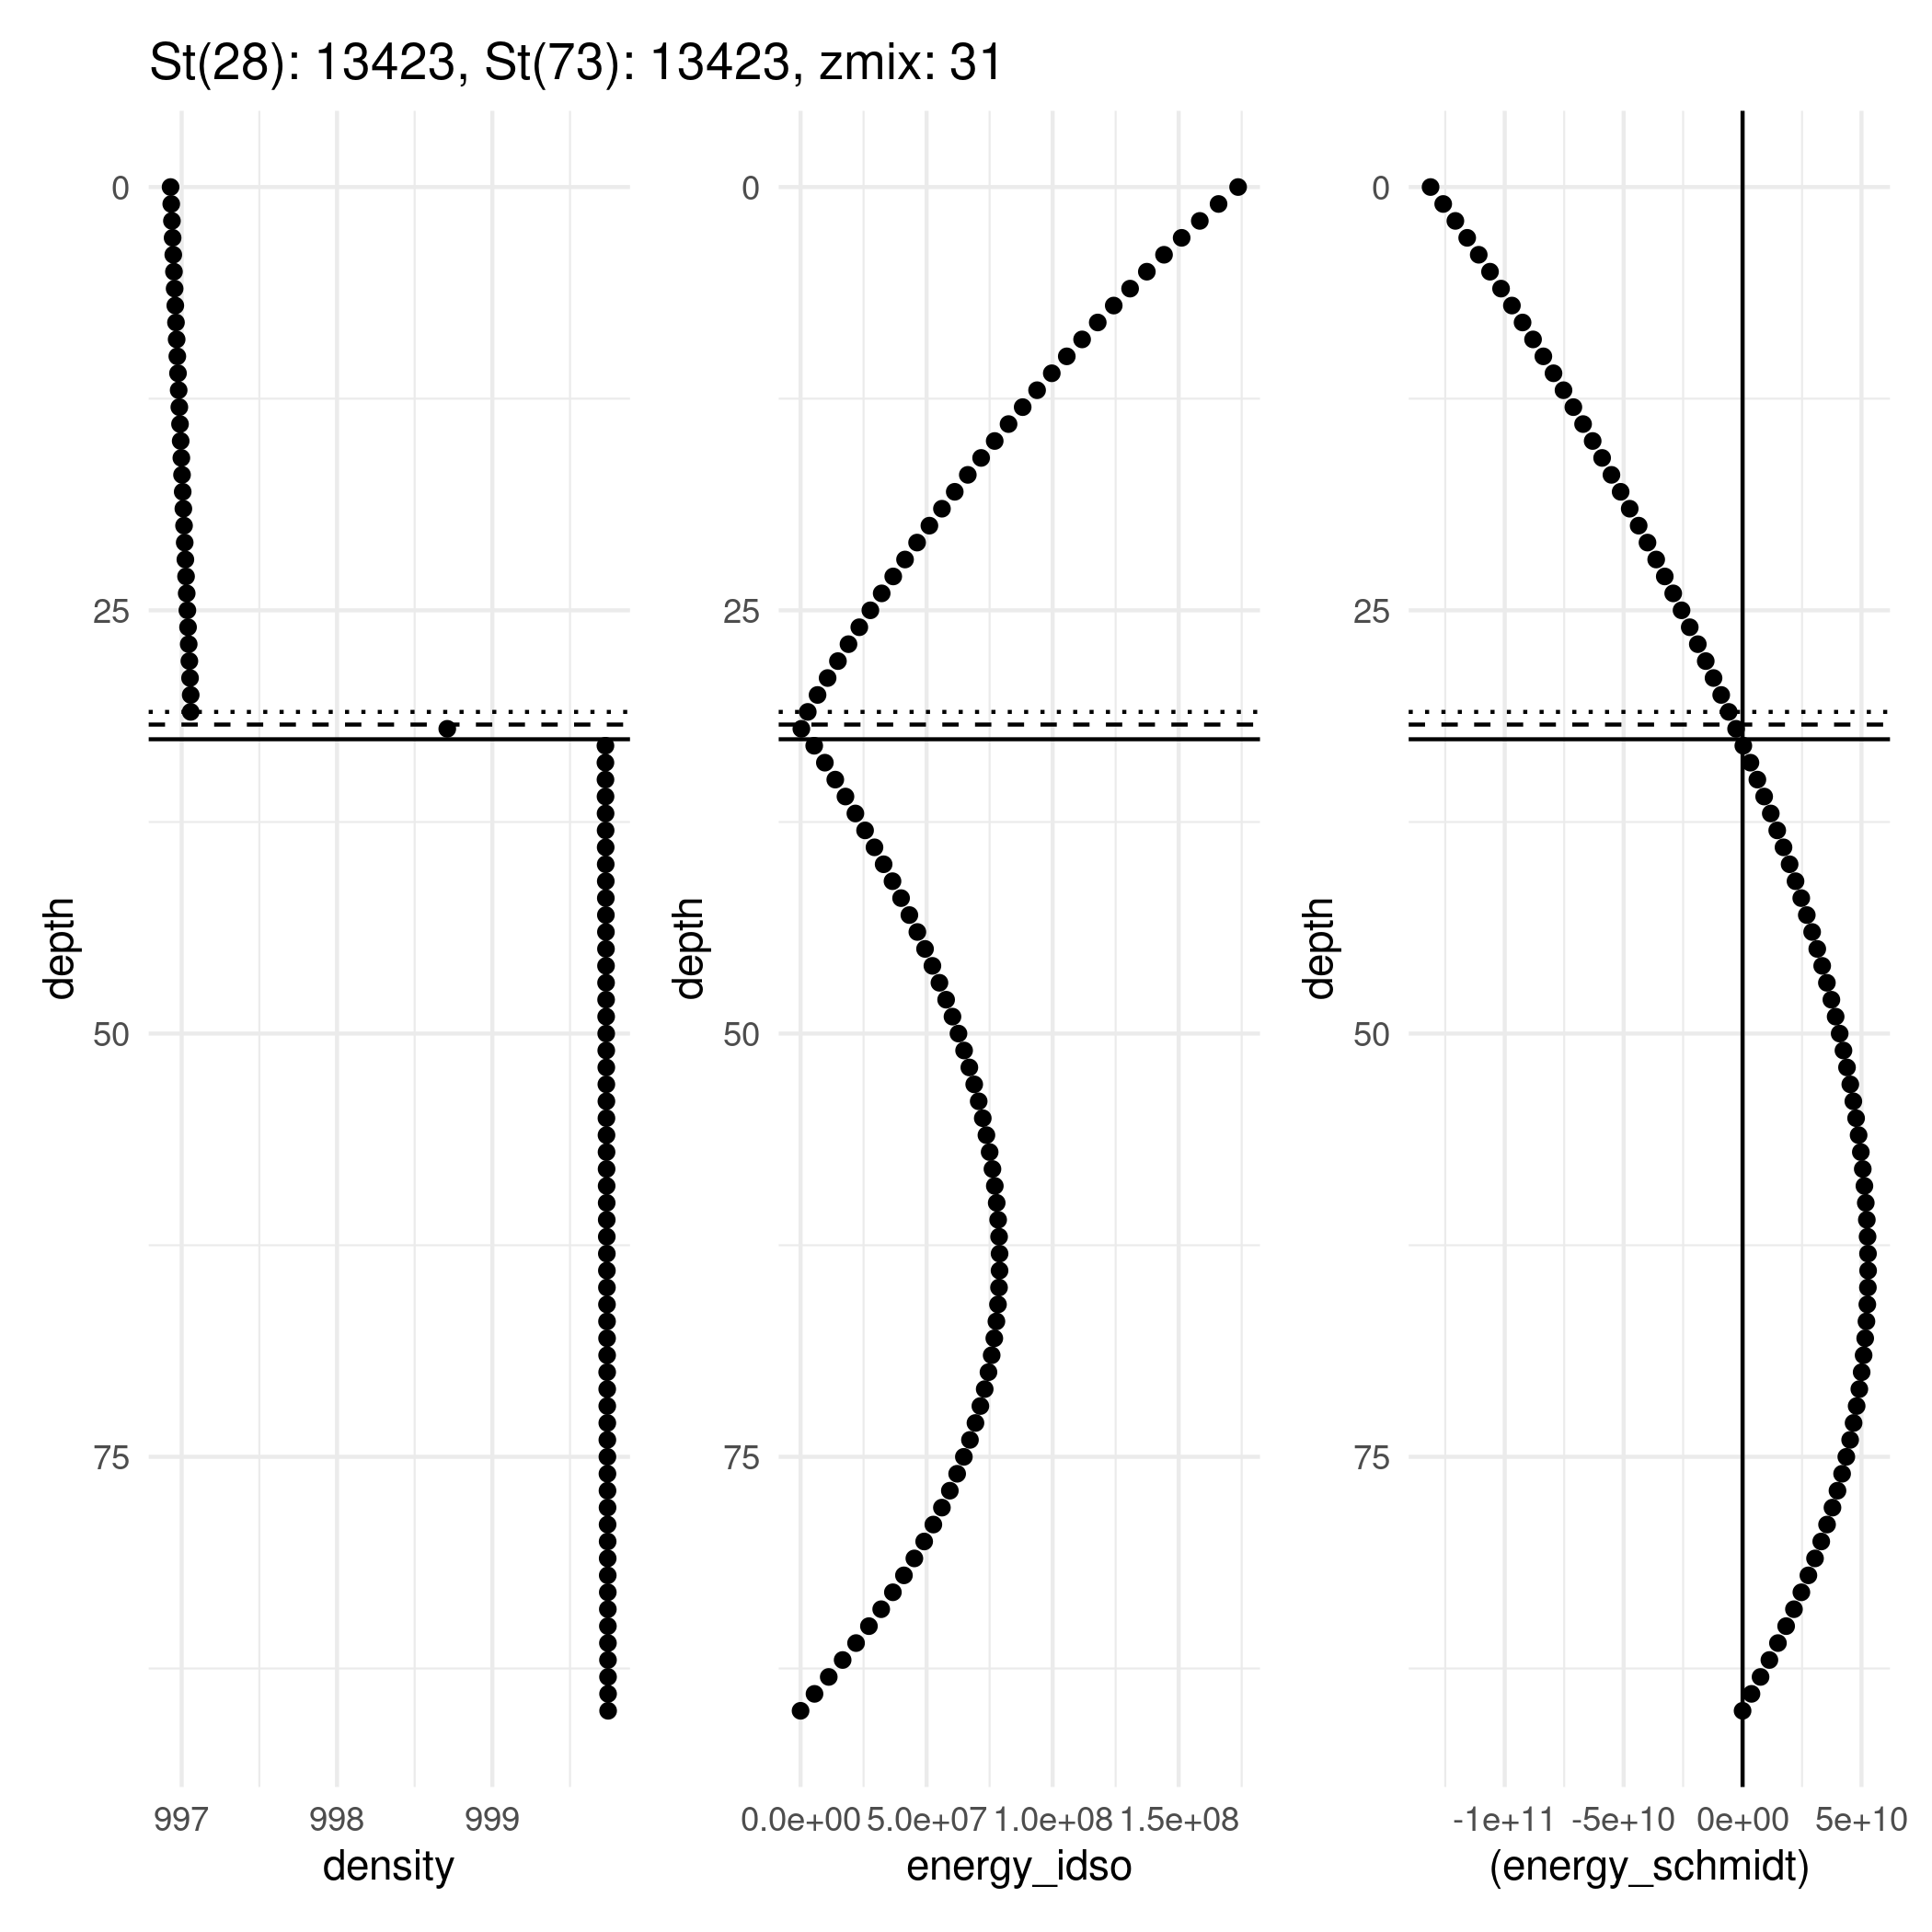 St(28): 13423, St(73): 13423, zmix: 31
0
25
50
75
depth
997 998 999
density
0
25
50
75
depth
0.0e+00 5.0e+07 1.0e+08 1.5e+08
energy_idso
0
25
50
75
depth
-1e+11 -5e+10 0e+00 5e+10
(energy_schmidt)